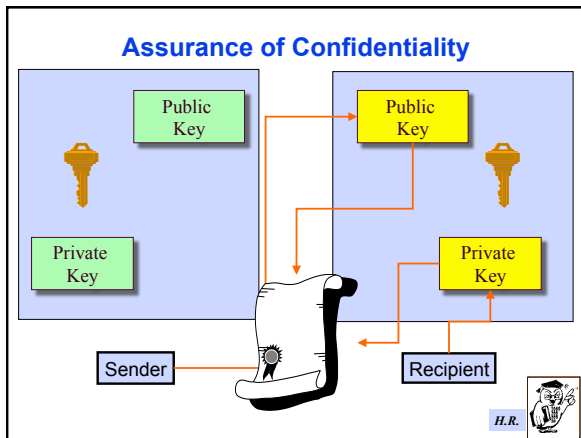 Assurance of Confidentiality
Public
Key
Public
Key
Private
Key
Private
Key
Sender
Recipient
H.R.